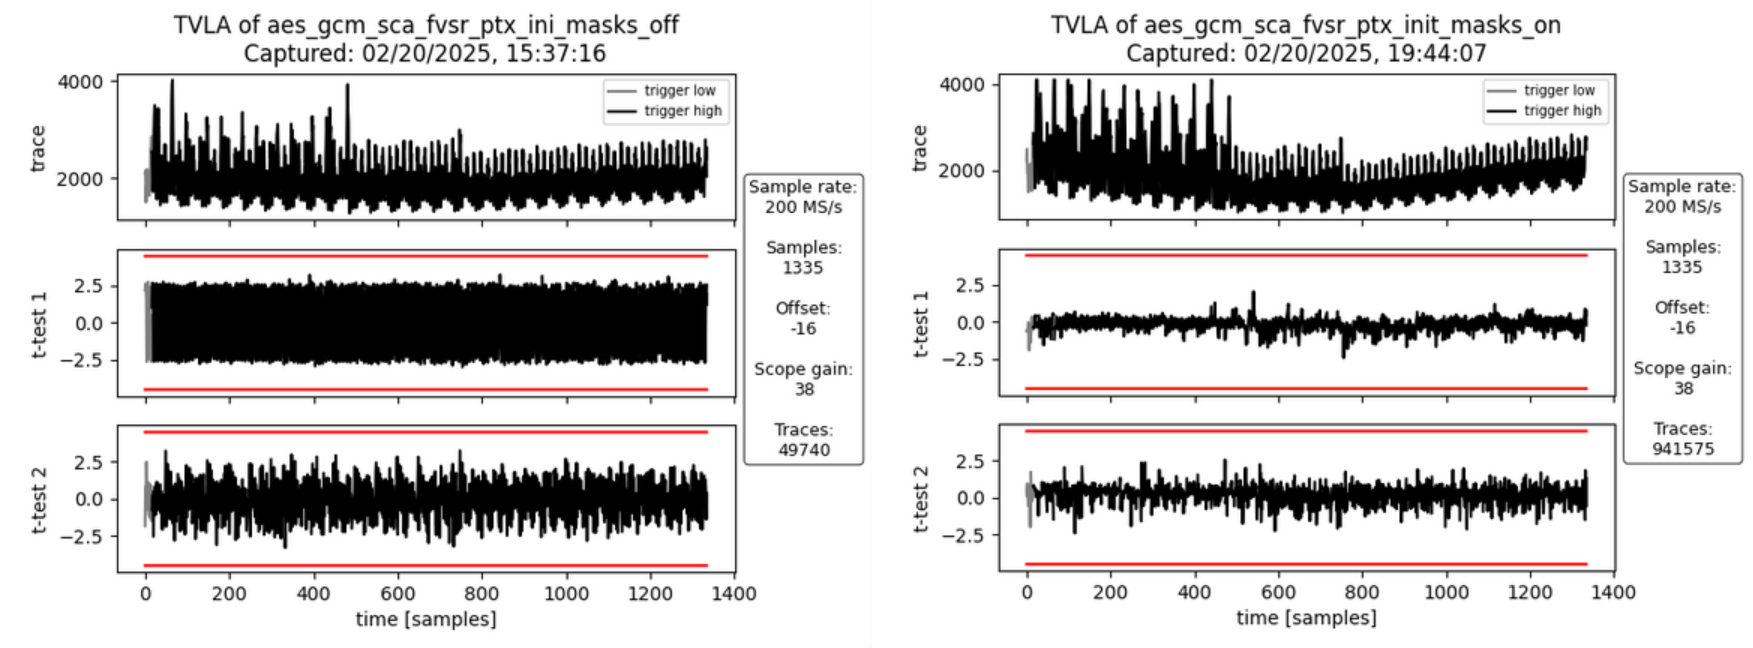 TVLA of aes_gcm_sca_fvsr_ptx_ini_masks_off
Captured: 02/20/2025, 15:37:16
trace
4000
2000
trigger low
trigger high
t-test 1
2.5
0.0
−2.5
t-test 2
2.5
0.0
−2.5
0 200 400 600 800 1000 1200 1400
time [samples]
Sample rate:
200 MS/s
Samples:
1335
Offset:
-16
Scope gain:
38
Traces:
49740
TVLA of aes_gcm_sca_fvsr_ptx_init_masks_on
Captured: 02/20/2025, 19:44:07
trace
4000
2000
trigger low
trigger high
t-test 1
2.5
0.0
−2.5
t-test 2
2.5
0.0
−2.5
0 200 400 600 800 1000 1200 1400
time [samples]
Sample rate:
200 MS/s
Samples:
1335
Offset:
-16
Scope gain:
38
Traces:
941575